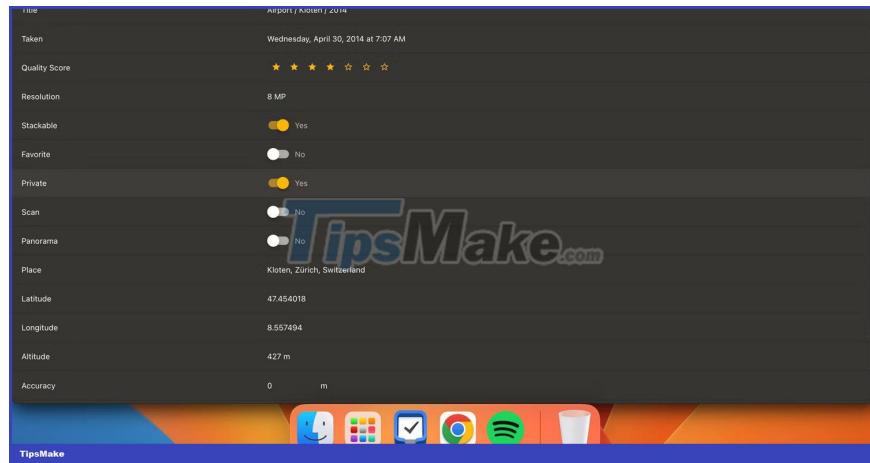 Title Airport / Kloten / 2014
Taken Wednesday, April 30, 2014 at 7:07 AM
Quality Score
Resolution 8 MP
Stackable Yes
Favorite No
Private Yes
Scan No
Panorama No
TipsMake.com
Place Kloten, Zürich, Switzerland
Latitude 47.454018
Longitude 8.557494
Altitude 427 m
Accuracy 0 m
TipsMake